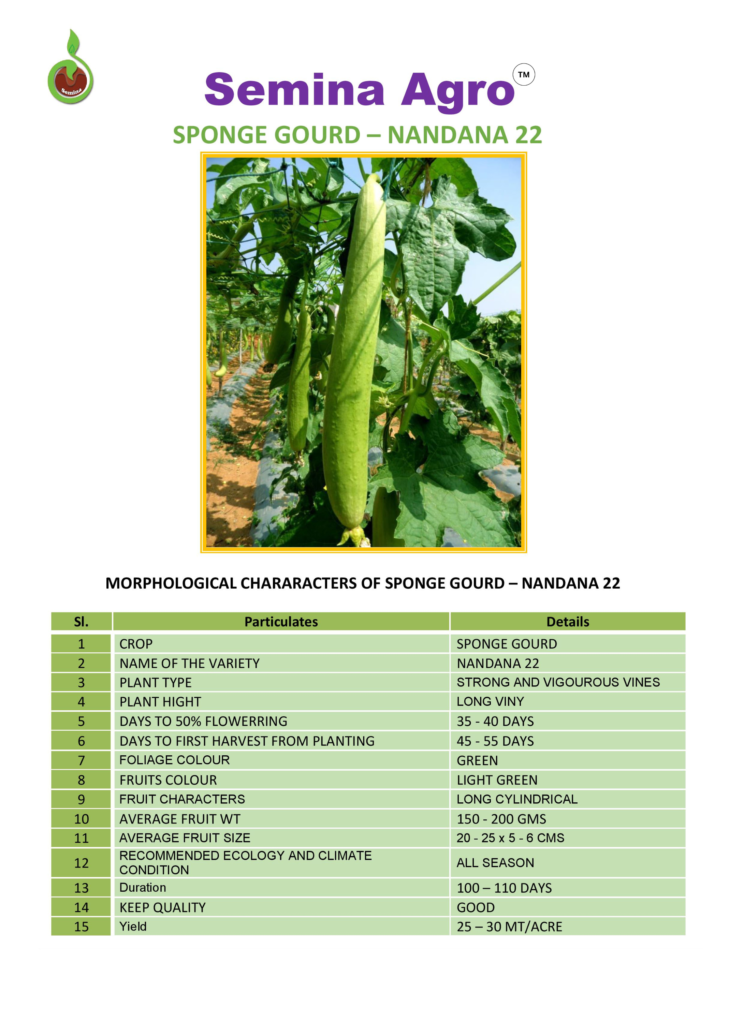 Semina
Semina Agro TM
SPONGE GOURD – NANDANA 22
MORPHOLOGICAL CHARARACTERS OF SPONGE GOURD – NANDANA 22
Sl. Particulates Details
1 CROP SPONGE GOURD
2 NAME OF THE VARIETY NANDANA 22
3 PLANT TYPE STRONG AND VIGOUROUS VINES
4 PLANT HIGHT LONG VINY
5 DAYS TO 50% FLOWERRING 35 - 40 DAYS
6 DAYS TO FIRST HARVEST FROM PLANTING 45 - 55 DAYS
7 FOLIAGE COLOUR GREEN
8 FRUITS COLOUR LIGHT GREEN
9 FRUIT CHARACTERS LONG CYLINDRICAL
10 AVERAGE FRUIT WT 150 - 200 GMS
11 AVERAGE FRUIT SIZE 20 - 25 x 5 - 6 CMS
12 RECOMMENDED ECOLOGY AND CLIMATE
CONDITION ALL SEASON
13 Duration 100 – 110 DAYS
14 KEEP QUALITY GOOD
15 Yield 25 – 30 MT/ACRE